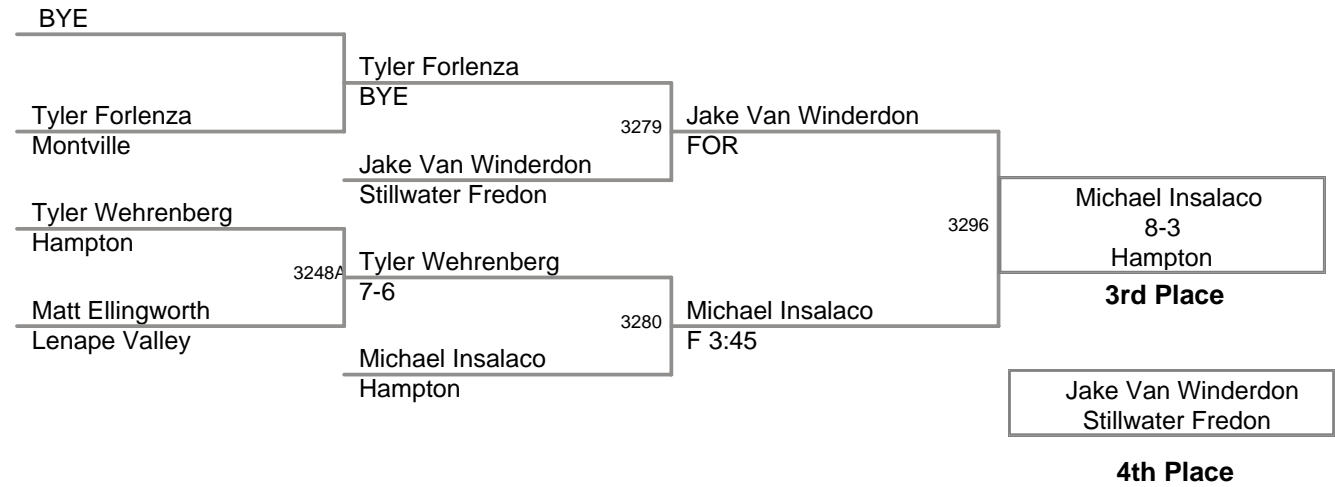 BYE
Tyler Forlenza
BYE
Tyler Forlenza
Montville
3279
Jake Van Winderdon
FOR
Jake Van Winderdon
Stillwater Fredon
Tyler Wehrenberg
Hampton
3248A
Tyler Wehrenberg
7-6
Matt Ellingworth
Lenape Valley
3280
Michael Insalaco
F 3:45
Michael Insalaco
Hampton
3296
Michael Insalaco
8-3
Hampton
3rd Place
Jake Van Winderdon
Stillwater Fredon
4th Place